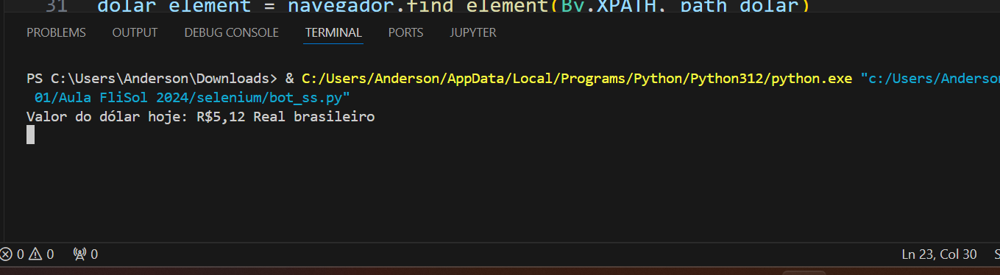 31 dolar_element = navegador.find_element(By.XPATH, path_dolar)
PROBLEMS OUTPUT DEBUG CONSOLE TERMINAL PORTS JUPYTER
PS C:\Users\Anderson\Downloads> & C:/Users/Anderson/AppData/Local/Programs/Python/Python312/python.exe "c:/Users/Anderson
01/Aula FliSol 2024/selenium/bot_ss.py"
Valor do dólar hoje: R$5,12 Real brasileiro
0 0 0 Ln 23, Col 30 S